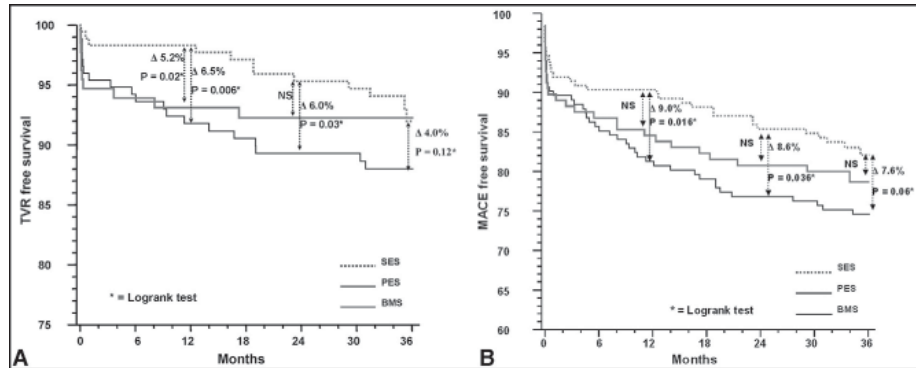 100
95
90
85
80
75
TVR free survival
Δ 5.2%
P = 0.02*
Δ 6.5%
P = 0.006*
NS
Δ 6.0%
P = 0.03*
Δ 4.0%
P = 0.12*
SES
PES
BMS
* = Logrank test
0 6 12 18 24 30 36
Months
A
100
95
90
85
80
75
70
65
60
MACE free survival
NS
Δ 9.0%
P = 0.016*
NS
Δ 8.6%
P = 0.036*
NS
Δ 7.6%
P = 0.06*
SES
PES
BMS
* = Logrank test
0 6 12 18 24 30 36
Months
B